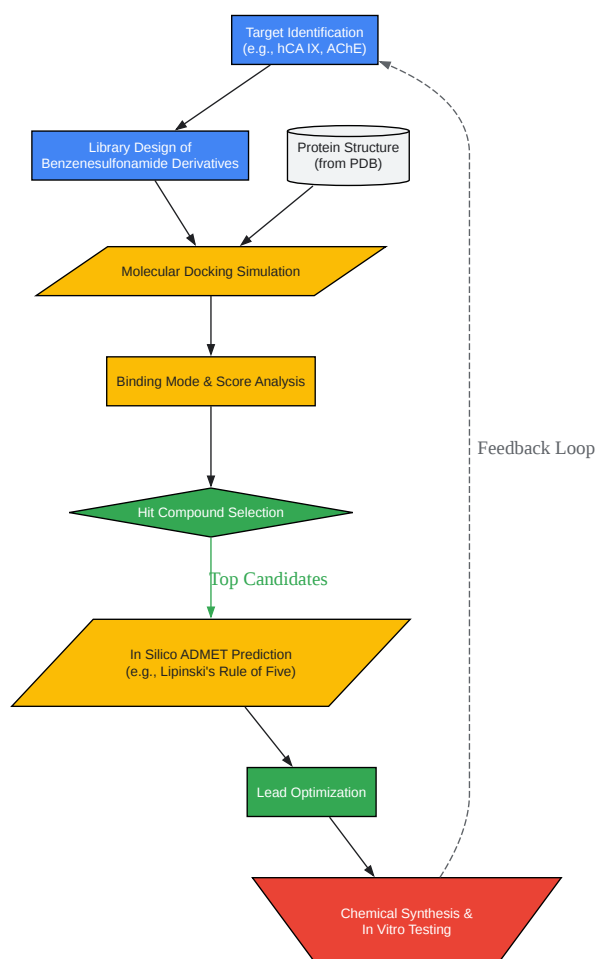 Target Identification
(e.g., hCA IX, AChE)
Library Design of
Benzenesulfonamide Derivatives
Protein Structure
(from PDB)
Molecular Docking Simulation
Binding Mode & Score Analysis
Feedback Loop
Hit Compound Selection
Top Candidates
In Silico ADMET Prediction
(e.g., Lipinski's Rule of Five)
Lead Optimization
Chemical Synthesis &
In Vitro Testing